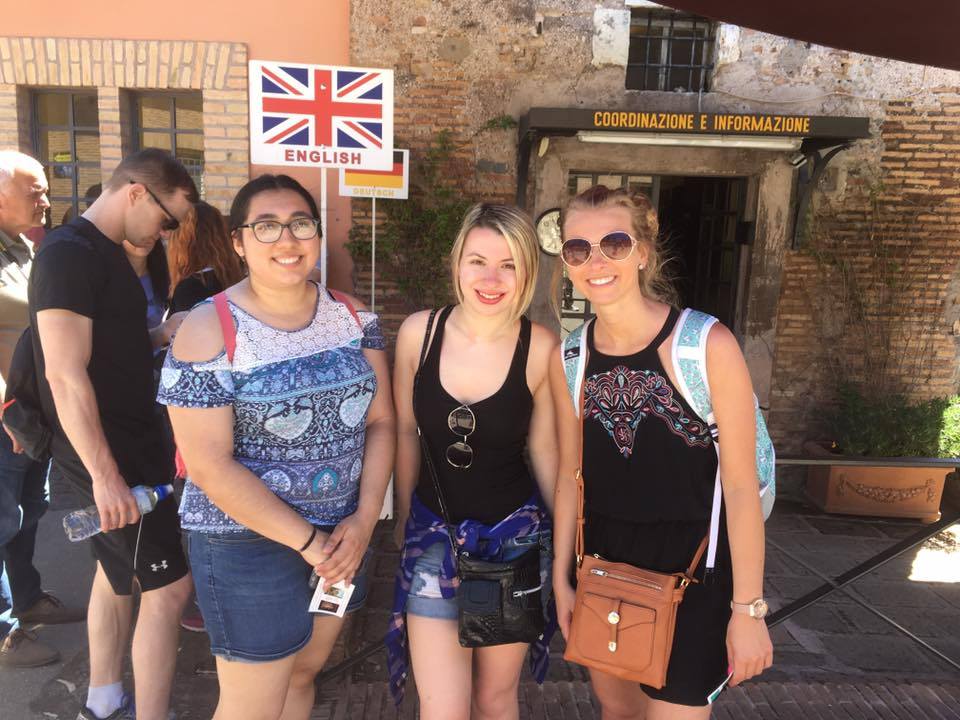 ENGLISH
DEUTSCH
COORDINAZIONE E INFORMAZIONE